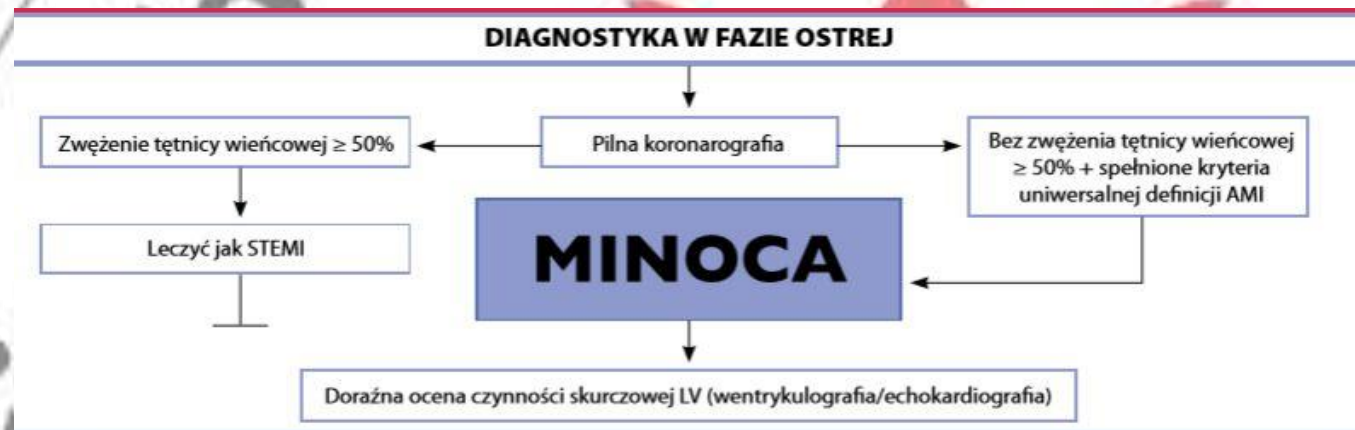 DIAGNOSTYKA W FAZIE OSTREJ
Zwężenie tętnicy wieńcowej ≥ 50%
Pilna koronarografia
Bez zwężenia tętnicy wieńcowej
≥ 50% + spełnione kryteria
uniwersalnej definicji AMI
Leczyć jak STEMI
MINOCA
Doraźna ocena czynności skurczowej LV (wentrykulografia/echokardiografia)